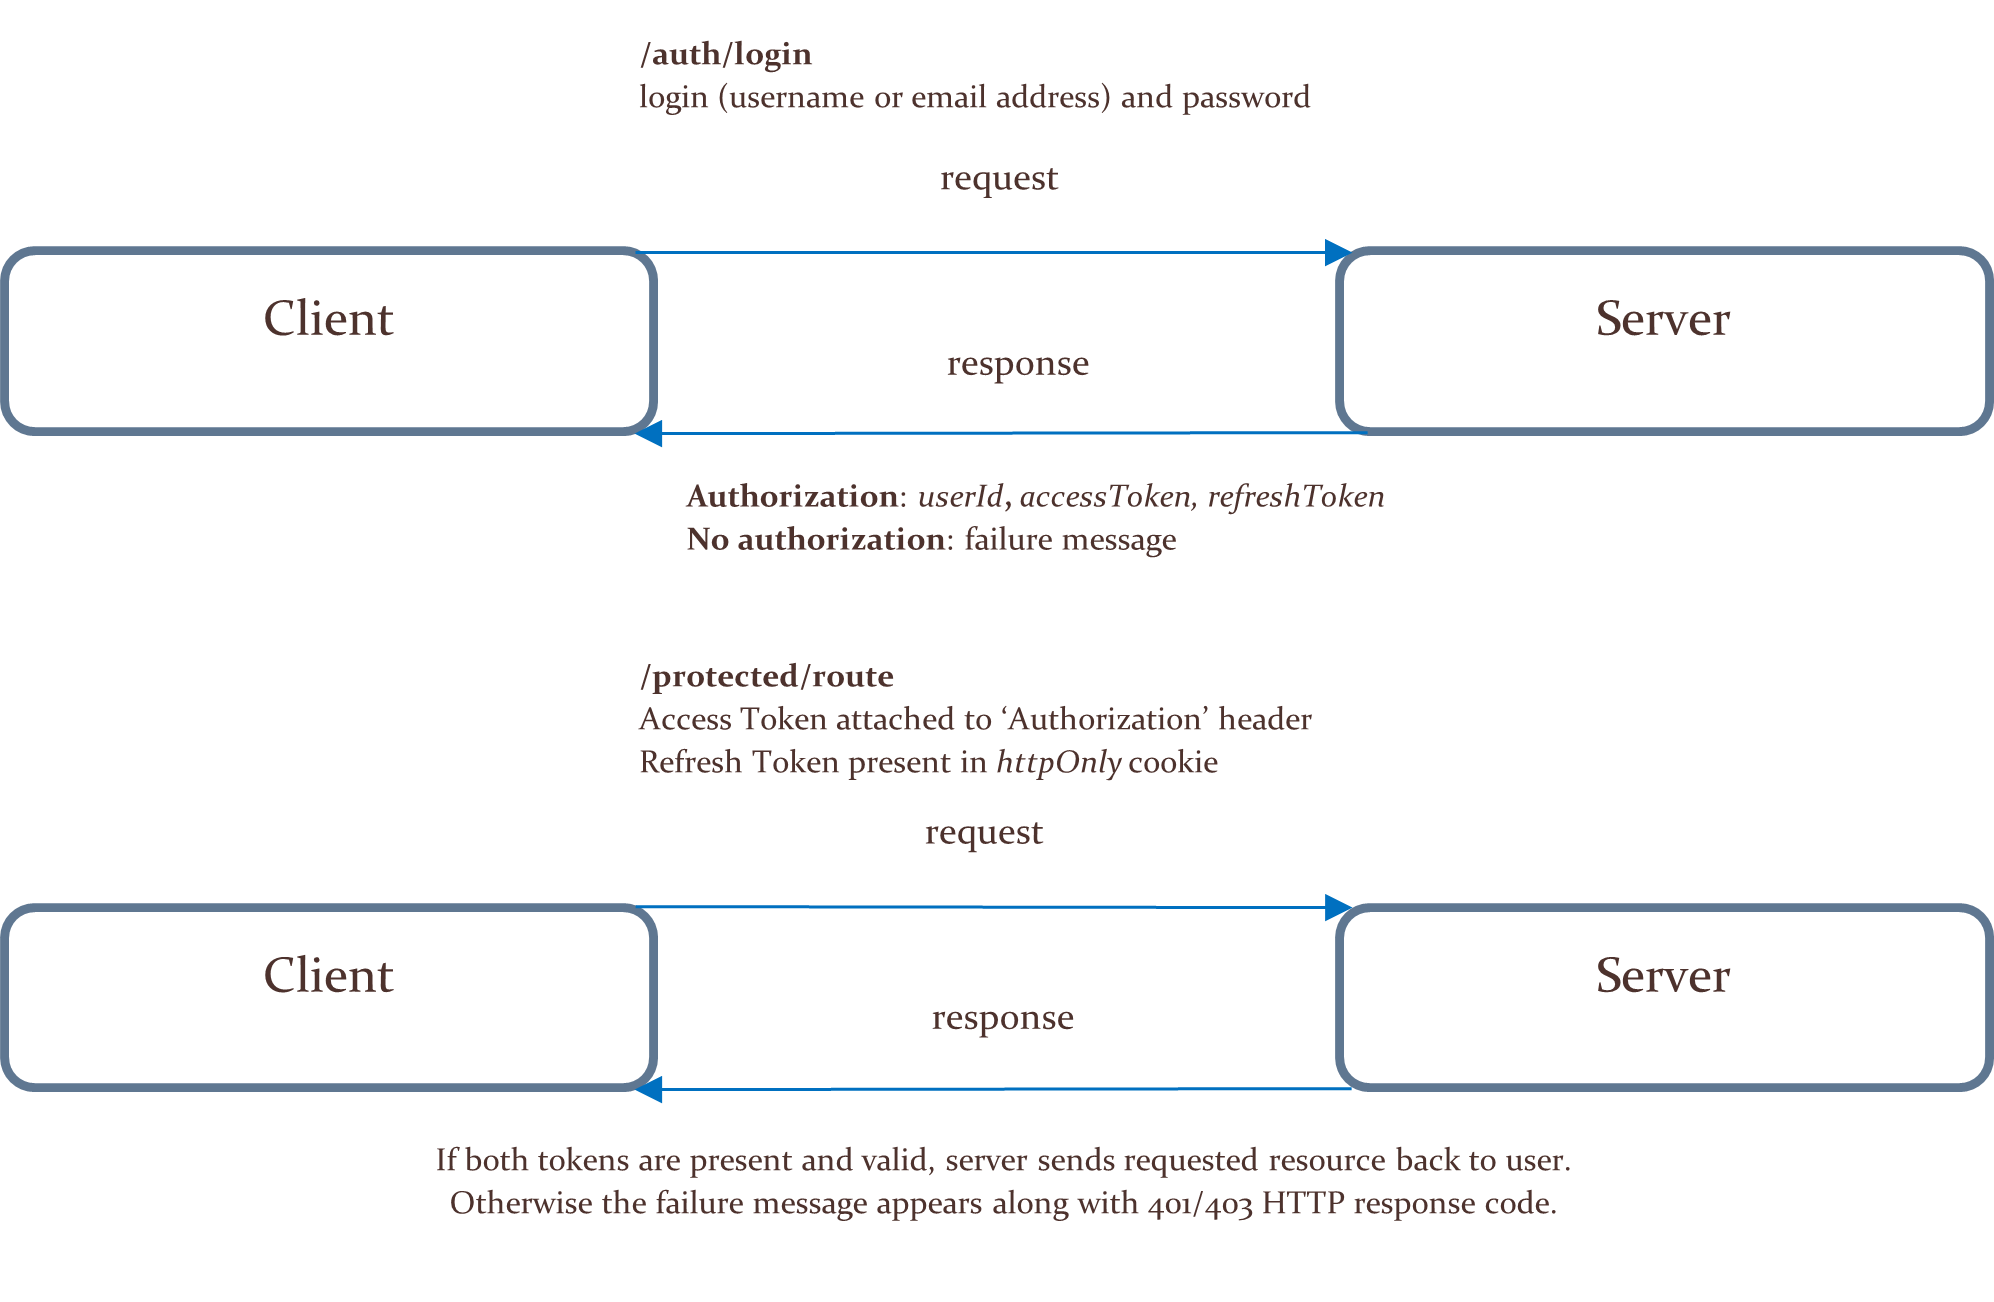 /auth/login
login (username or email address) and password
request
Client
Server
response
Authorization: userId, accessToken, refreshToken
No authorization: failure message
/protected/route
Access Token attached to ‘Authorization’ header
Refresh Token present in httpOnly cookie
request
Client
Server
response
If both tokens are present and valid, server sends requested resource back to user.
Otherwise the failure message appears along with 401/403 HTTP response code.